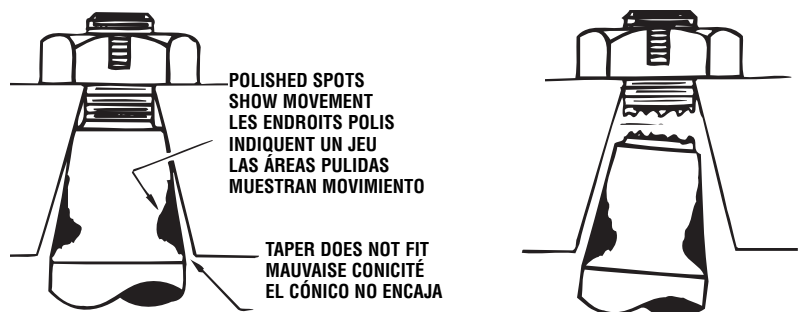 POLISHED SPOTS
SHOW MOVEMENT
LES ENDROITS POLIS
INDIQUENT UN JEU
LAS ÁREAS PULIDAS
MUESTRAN MOVIMIENTO
TAPER DOES NOT FIT
MAUVAISE CONICITÉ
EL CÓNICO NO ENCAJA